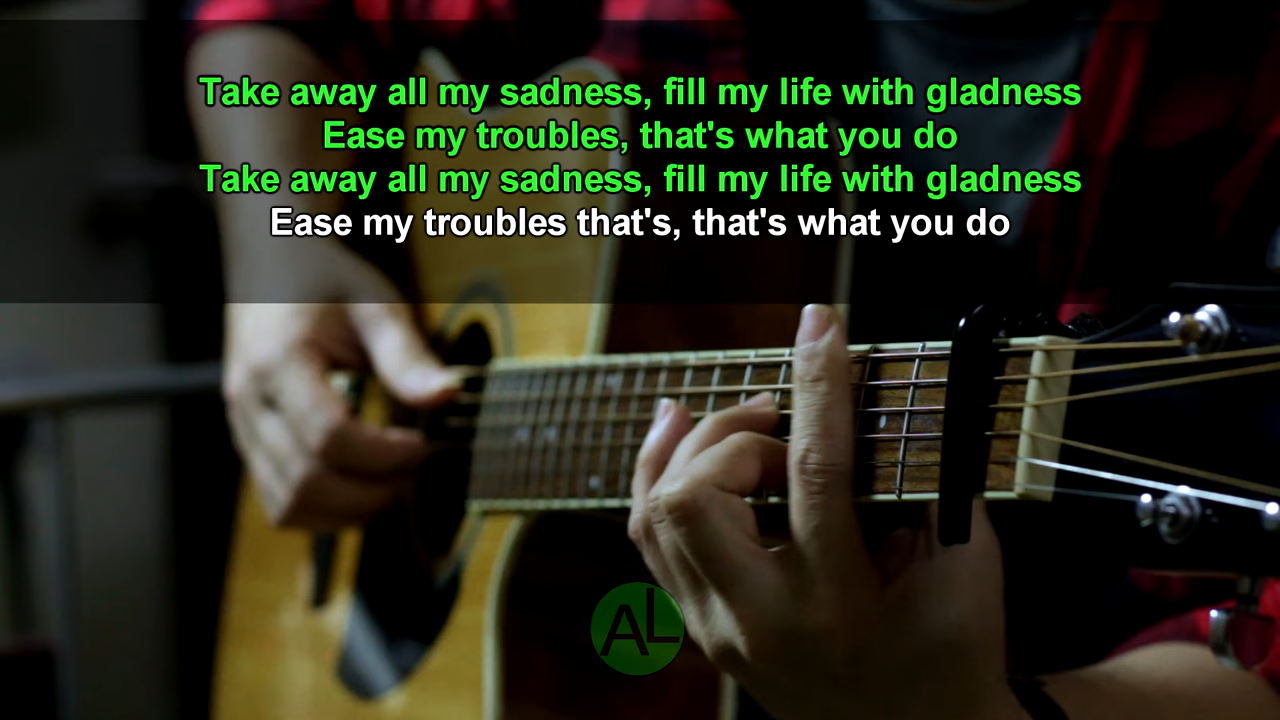 Take away all my sadness, fill my life with gladness
Ease my troubles, that's what you do
Take away all my sadness, fill my life with gladness
Ease my troubles that's, that's what you do
AL